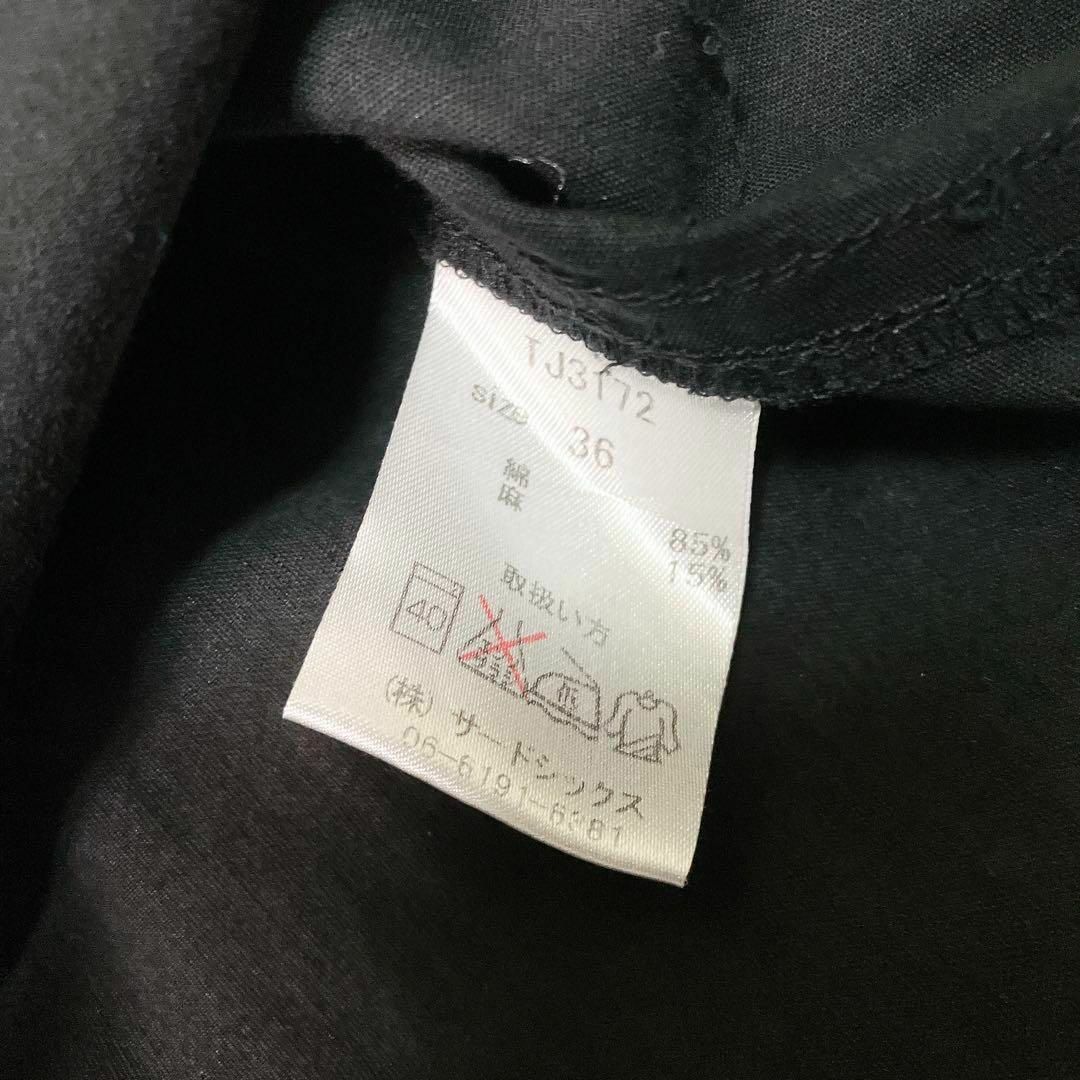 TJ3172
size 36
綿 85%
麻 15%
取扱い方
40
(株) サードシックス
06-6191-6381